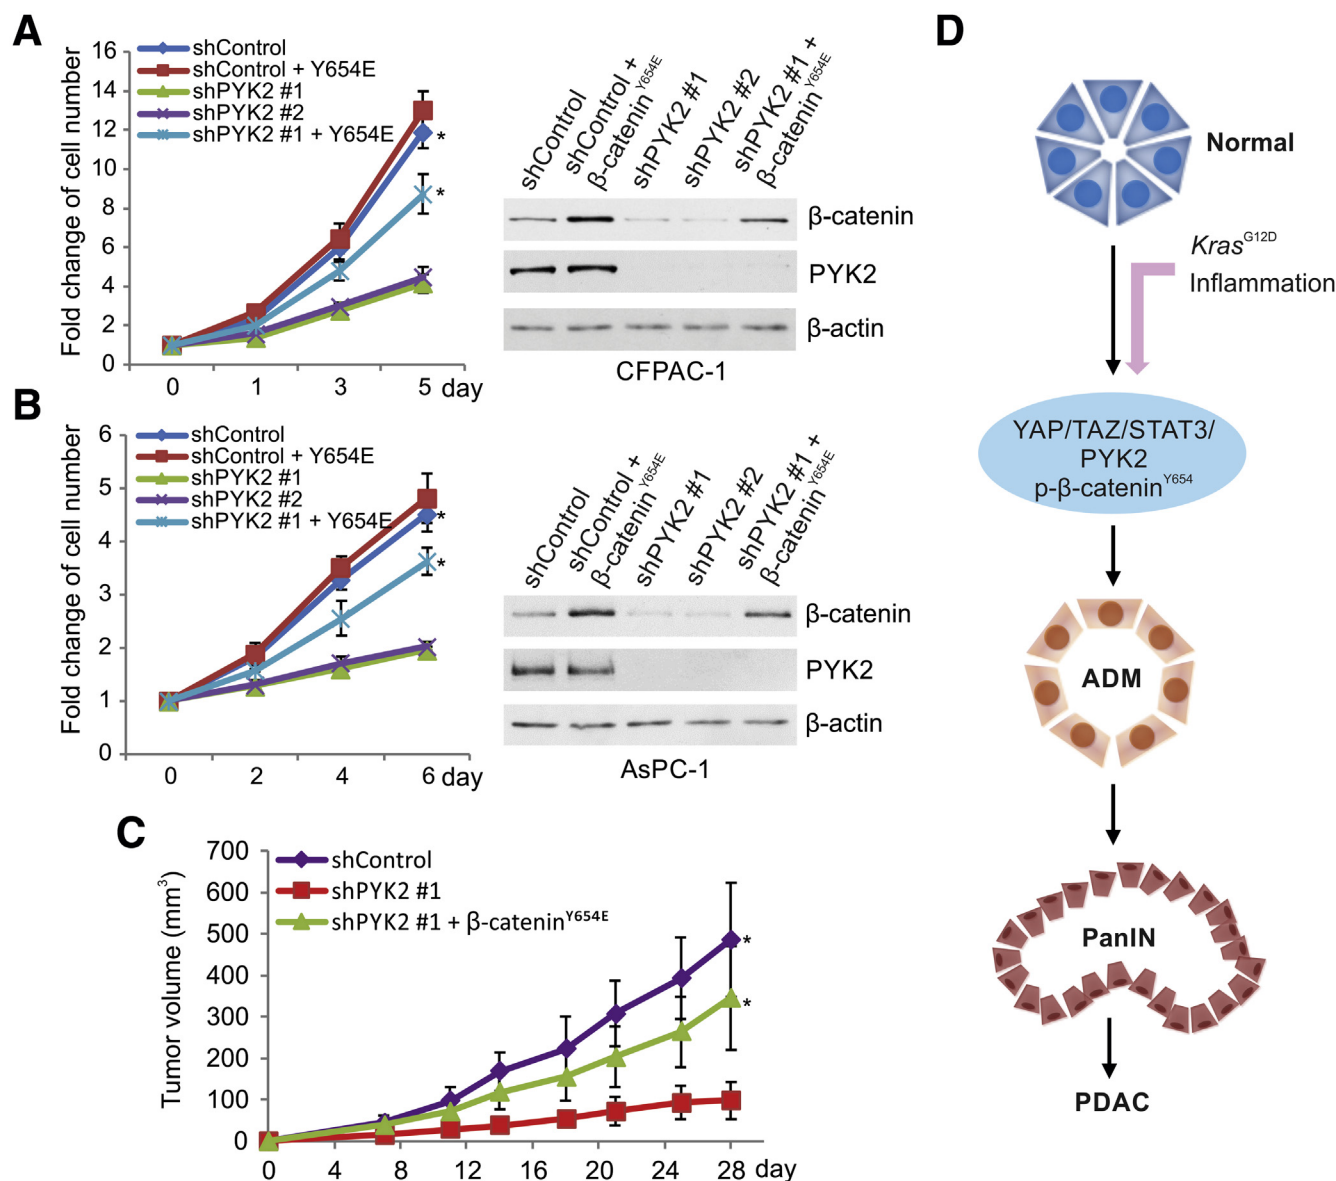 A
16
14
12
10
8
6
4
2
0
Fold change of cell number
0 1 3 5 day
shControl
shControl + Y654E
shPYK2 #1
shPYK2 #2
shPYK2 #1 + Y654E
*
*
shControl
shControl +
β-catenin Y654E
shPYK2 #1
shPYK2 #2
shPYK2 #1 +
β-catenin Y654E
β-catenin
PYK2
β-actin
CFPAC-1
B
6
5
4
3
2
1
0
Fold change of cell number
0 2 4 6 day
shControl
shControl + Y654E
shPYK2 #1
shPYK2 #2
shPYK2 #1 + Y654E
*
*
shControl
shControl +
β-catenin Y654E
shPYK2 #1
shPYK2 #2
shPYK2 #1 +
β-catenin Y654E
β-catenin
PYK2
β-actin
AsPC-1
C
700
600
500
400
300
200
100
0
Tumor volume (mm3)
0 4 8 12 16 20 24 28 day
shControl
shPYK2 #1
shPYK2 #1 + β-catenin Y654E
*
*
D
Normal
Kras G12D
Inflammation
YAP/TAZ/STAT3/
PYK2
p-β-catenin Y654
ADM
PanIN
PDAC